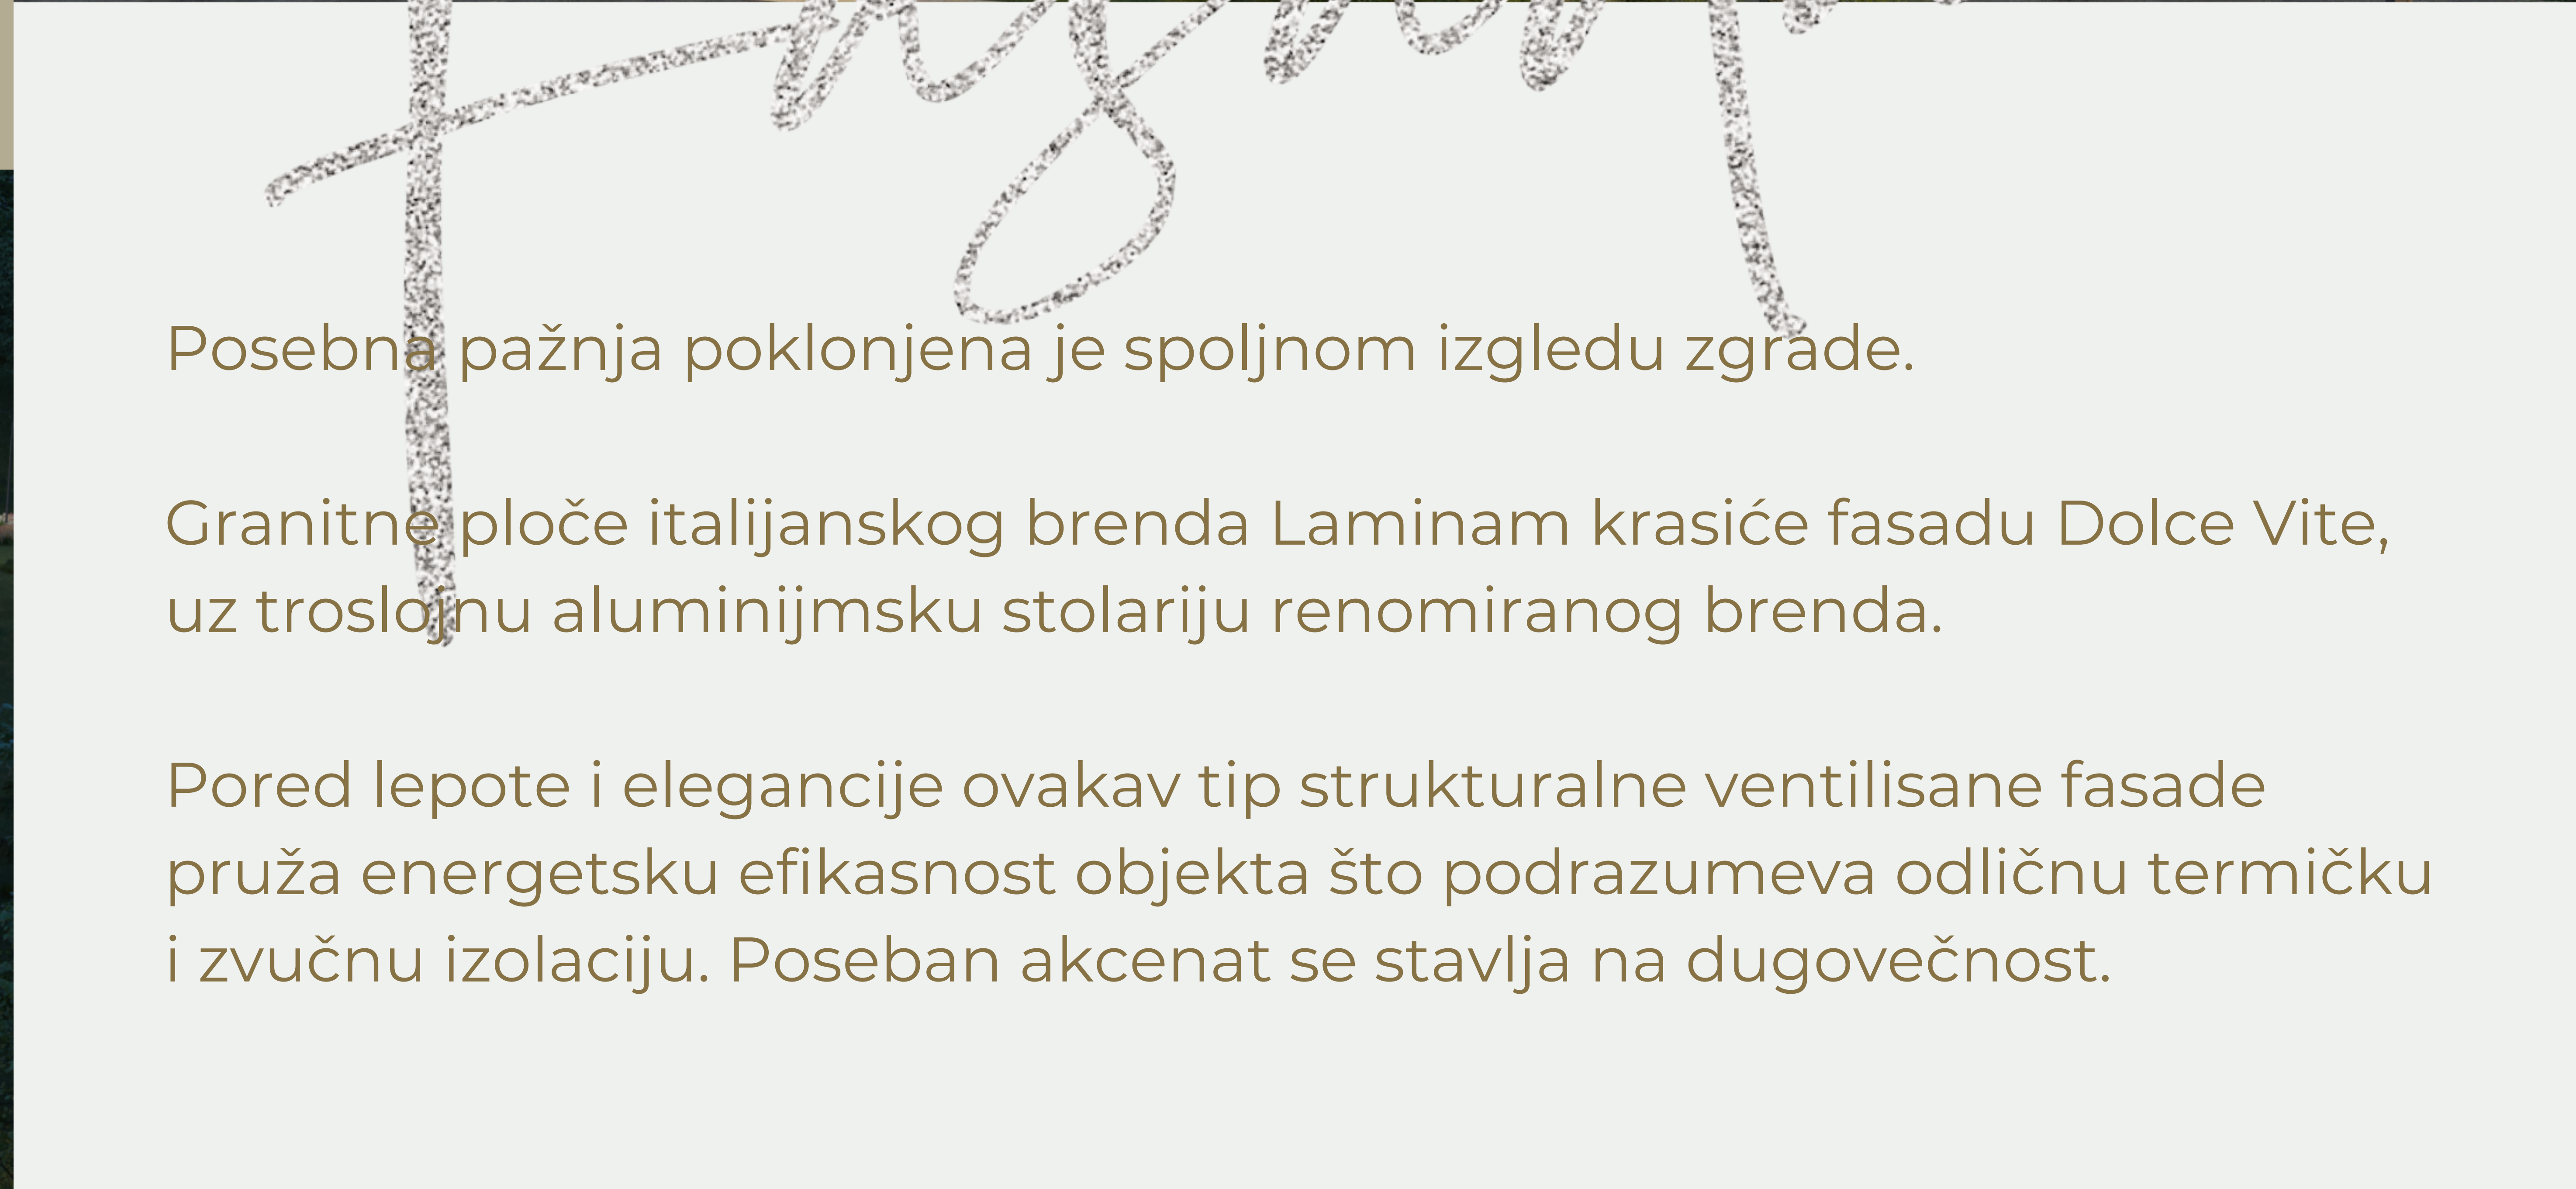 Posebna pažnja poklonjena je spoljnom izgledu zgrade.
Granitne ploče italijanskog brenda Laminam krasiće fasadu Dolce Vite,
uz troslojnu aluminijmsku stolariju renomiranog brenda.
Pored lepote i elegancije ovakav tip strukturalne ventilisane fasade
pruža energetsku efikasnost objekta što podrazumeva odličnu termičku
i zvučnu izolaciju. Poseban akcenat se stavlja na dugovečnost.